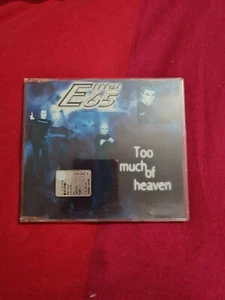 Eiffel
65
Too
much of
heaven